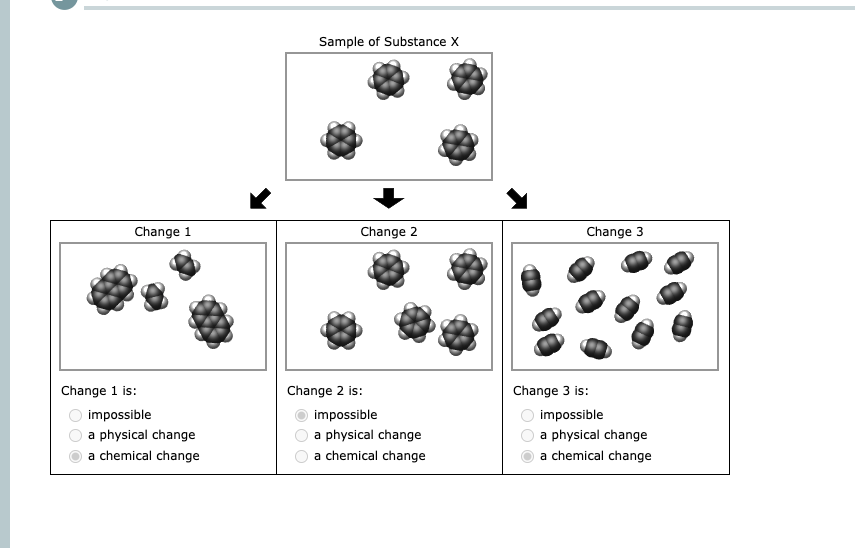 Sample of Substance X
Change 1
Change 2
Change 3
Change 1 is:
impossible
a physical change
a chemical change
Change 2 is:
impossible
a physical change
a chemical change
Change 3 is:
impossible
a physical change
a chemical change